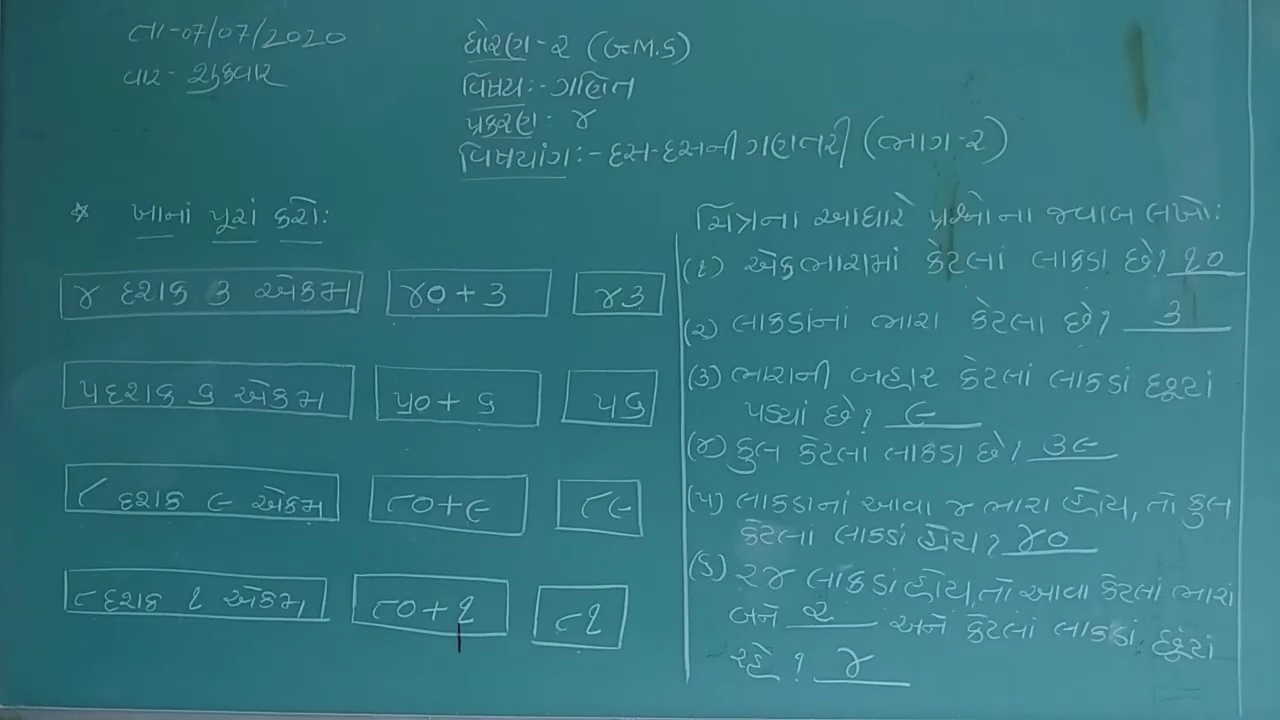 તા-07/07/2020
વાર- શુક્રવાર
ધોરણ-૨ (G.M.S)
વિષય:-ગણિત
પ્રકરણ: ૪
વિષયાંગ:-દસ-દસની ગણતરી (ભાગ-૨)
* ખાનાં પૂરાં કરો:
૪ દશક ૩ એકમ ૪૦+૩ ૪૩
૫ દશક ૬ એકમ ૫૦+૬ ૫૬
૮ દશક ૯ એકમ ૮૦+૯ ૮૯
૮ દશક ૧ એકમ ૮૦+૧ ૮૧
ચિત્રના આધારે પ્રશ્નોના જવાબ લખો:
(૧) એક ભારામાં કેટલાં લાકડા છે? ૧૦
(૨) લાકડાનાં ભારા કેટલા છે? ૩
(૩) ભારાની બહાર કેટલાં લાકડાં છૂટાં
પડ્યાં છે? ૯
(૪) કુલ કેટલાં લાકડા છે? ૩૯
(૫) લાકડાનાં આવા ૪ ભારા હોય, તો કુલ
કેટલાં લાકડાં હોય? ૪૦
(૬) ૨૪ લાકડાં હોય, તો આવા કેટલાં ભારા
બને ૨ અને કેટલાં લાકડાં છૂટાં
રહે? ૪